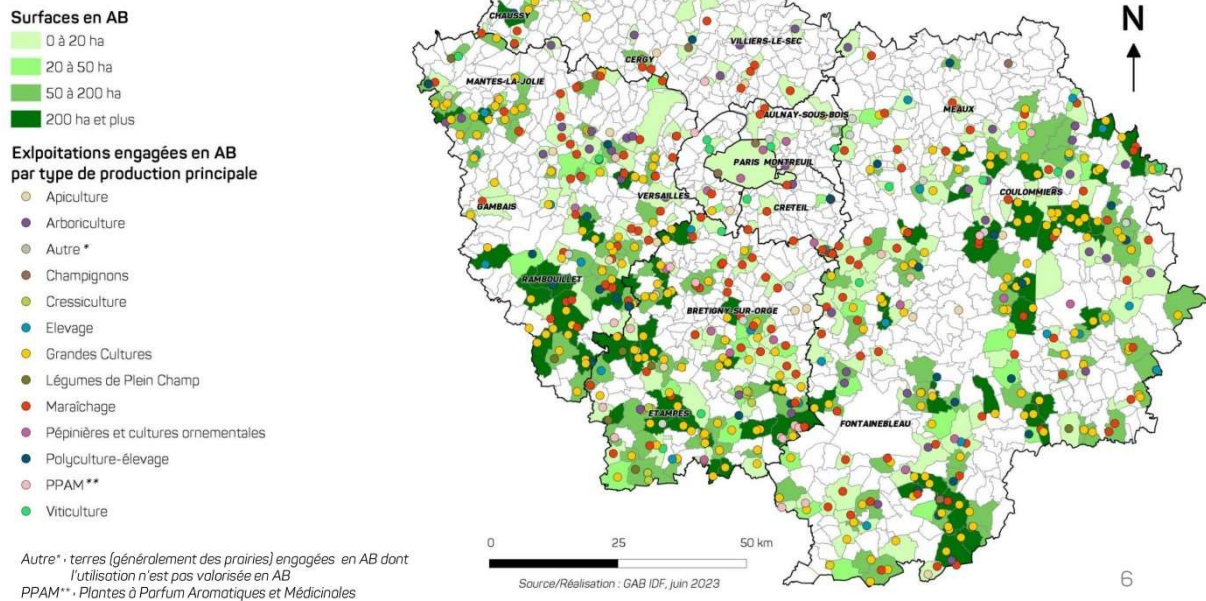 Surfaces en AB
0 à 20 ha
20 à 50 ha
50 à 200 ha
200 ha et plus
Exlpoitations engagées en AB
par type de production principale
Apiculture
Arboriculture
Autre *
Champignons
Cressiculture
Elevage
Grandes Cultures
Légumes de Plein Champ
Maraîchage
Pépinières et cultures ornementales
Polyculture-élevage
PPAM**
Viticulture
Autre* : terres (généralement des prairies) engagées en AB dont
l'utilisation n'est pas valorisée en AB
PPAM** : Plantes à Parfum Aromatiques et Médicinales
N
CHAUSSY
VILLIERS-LE-SEC
CERGY
MANTES-LA-JOLIE
MEAUX
AULNAY-SOUS-BOIS
PARIS MONTREUIL
COULOMMIERS
VERSAILLES
CRETEIL
GAMBAIS
RAMBOUILLET
BRETIGNY-SUR-ORGE
ETAMPES
FONTAINEBLEAU
0 25 50 km
Source/Réalisation : GAB IDF, juin 2023
6